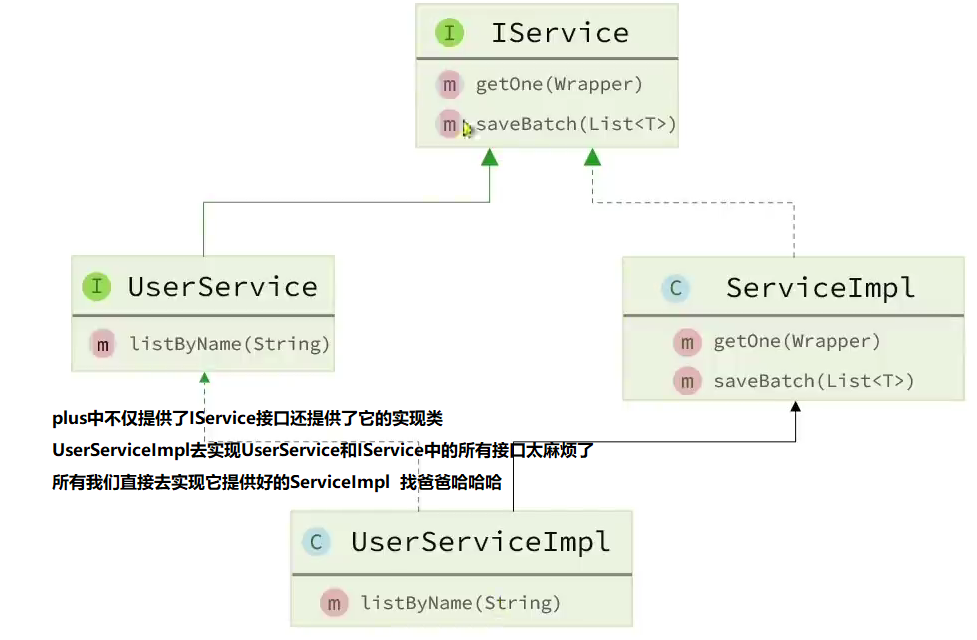 I IService
m getOne(Wrapper)
m saveBatch(List<T>)
I UserService
m listByName(String)
C ServiceImpl
m getOne(Wrapper)
m saveBatch(List<T>)
plus中不仅提供了IService接口还提供了它的实现类
UserServiceImpl去实现UserService和IService中的所有接口太麻烦了
所有我们直接去实现它提供好的ServiceImpl 找爸爸哈哈哈
C UserServiceImpl
m listByName(String)